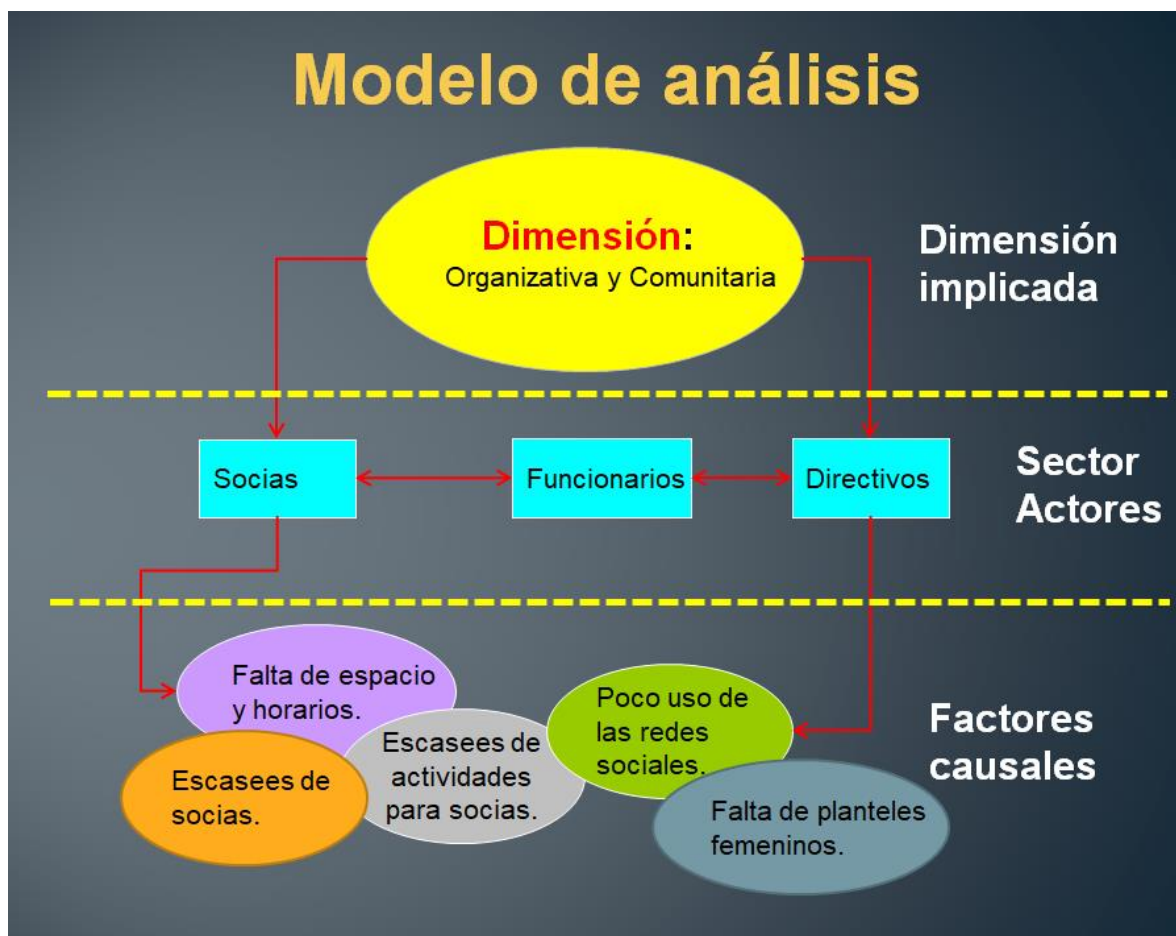 Modelo de análisis
Dimensión:
Organizativa y Comunitaria
Dimensión
implicada
Socias
Funcionarios
Directivos
Sector
Actores
Falta de espacio
y horarios.
Escasees de
socias.
Escasees de
actividades
para socias.
Poco uso de
las redes
sociales.
Falta de planteles
femeninos.
Factores
causales